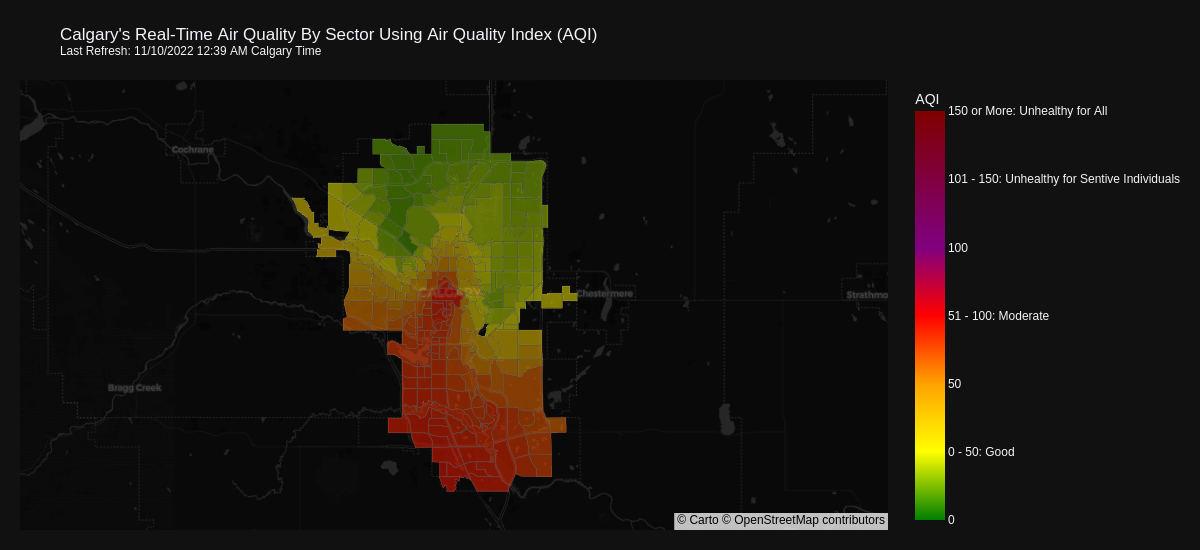 Calgary's Real-Time Air Quality By Sector Using Air Quality Index (AQI)
Last Refresh: 11/10/2022 12:39 AM Calgary Time
AQI
150 or More: Unhealthy for All
Cochrane
101 - 150: Unhealthy for Sentive Individuals
100
Chestermere
Strathmo
51 - 100: Moderate
50
Bragg Creek
0 - 50: Good
0
© Carto © OpenStreetMap contributors